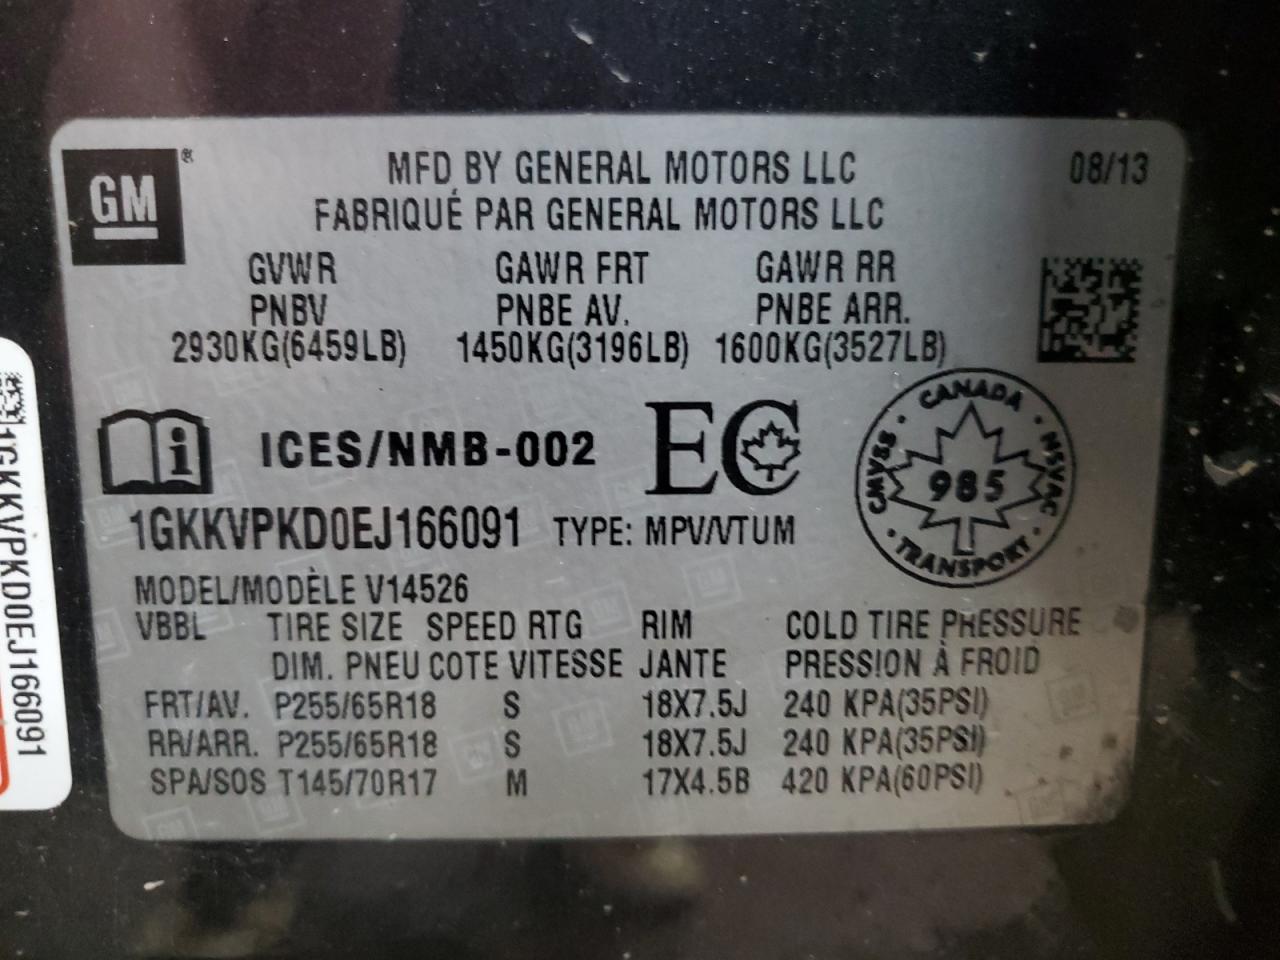 GM
MFD BY GENERAL MOTORS LLC
08/13
FABRIQUÉ PAR GENERAL MOTORS LLC
GVWR GAWR FRT GAWR RR
PNBV PNBE AV. PNBE ARR.
2930KG(6459LB) 1450KG(3196LB) 1600KG(3527LB)
i ICES/NMB-002 EC
CANADA
CMVSS · 985 · NSVAC
TRANSPORT
1GKKVPKD0EJ166091 TYPE: MPV/VTUM
MODEL/MODÈLE V14526
VBBL TIRE SIZE SPEED RTG RIM COLD TIRE PRESSURE
DIM. PNEU COTE VITESSE JANTE PRESSION À FROID
FRT/AV. P255/65R18 S 18X7.5J 240 KPA(35PSI)
RR/ARR. P255/65R18 S 18X7.5J 240 KPA(35PSI)
SPA/SOS T145/70R17 M 17X4.5B 420 KPA(60PSI)
1GKKVPKD0EJ166091